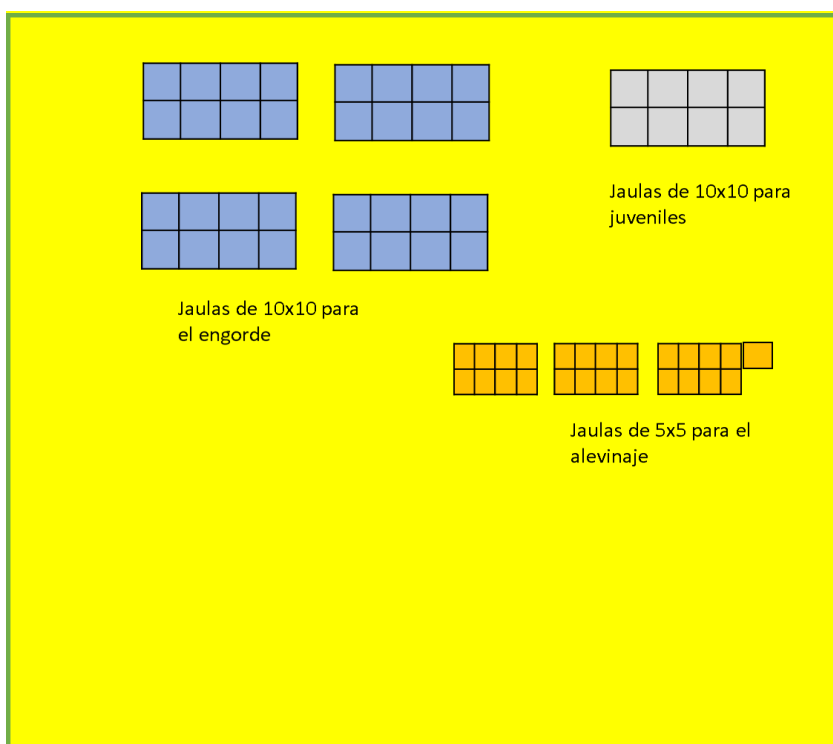 Jaulas de 10x10 para
juveniles
Jaulas de 10x10 para
el engorde
Jaulas de 5x5 para el
alevinaje